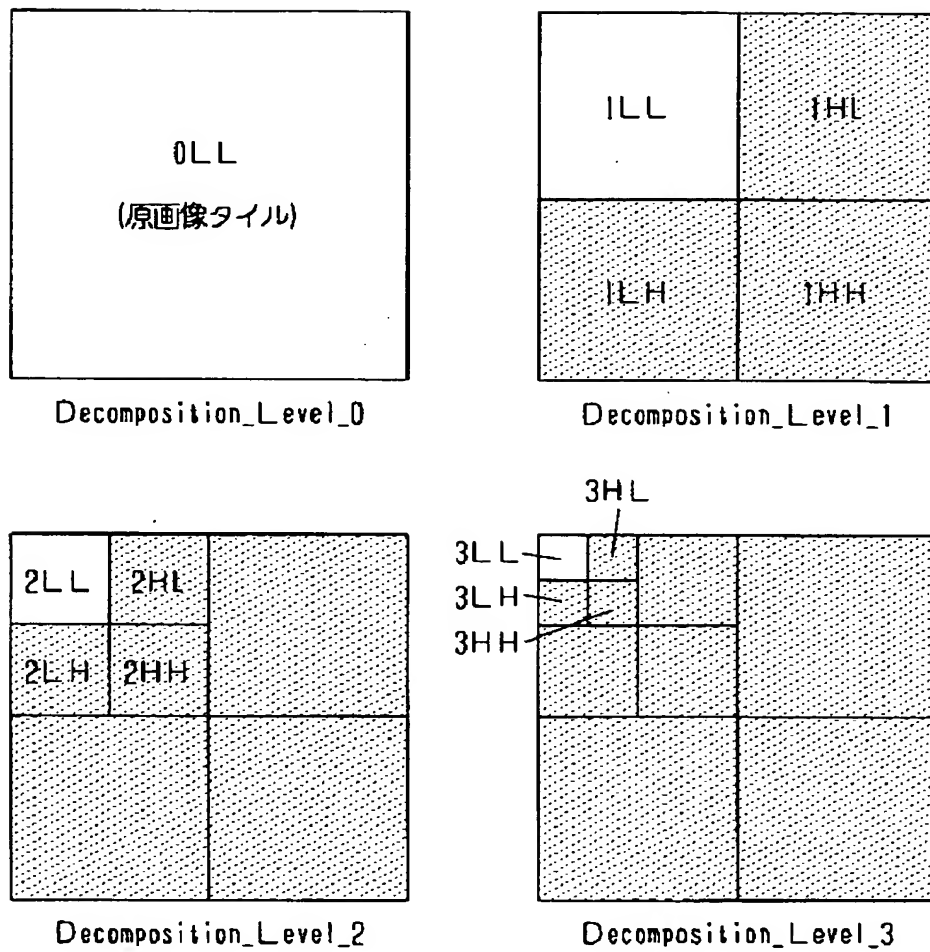 0LL
(原画像タイル)
Decomposition_Level_0
1LL
1HL
1LH
1HH
Decomposition_Level_1
2LL
2HL
2LH
2HH
Decomposition_Level_2
3HL
3LL
3LH
3HH
Decomposition_Level_3